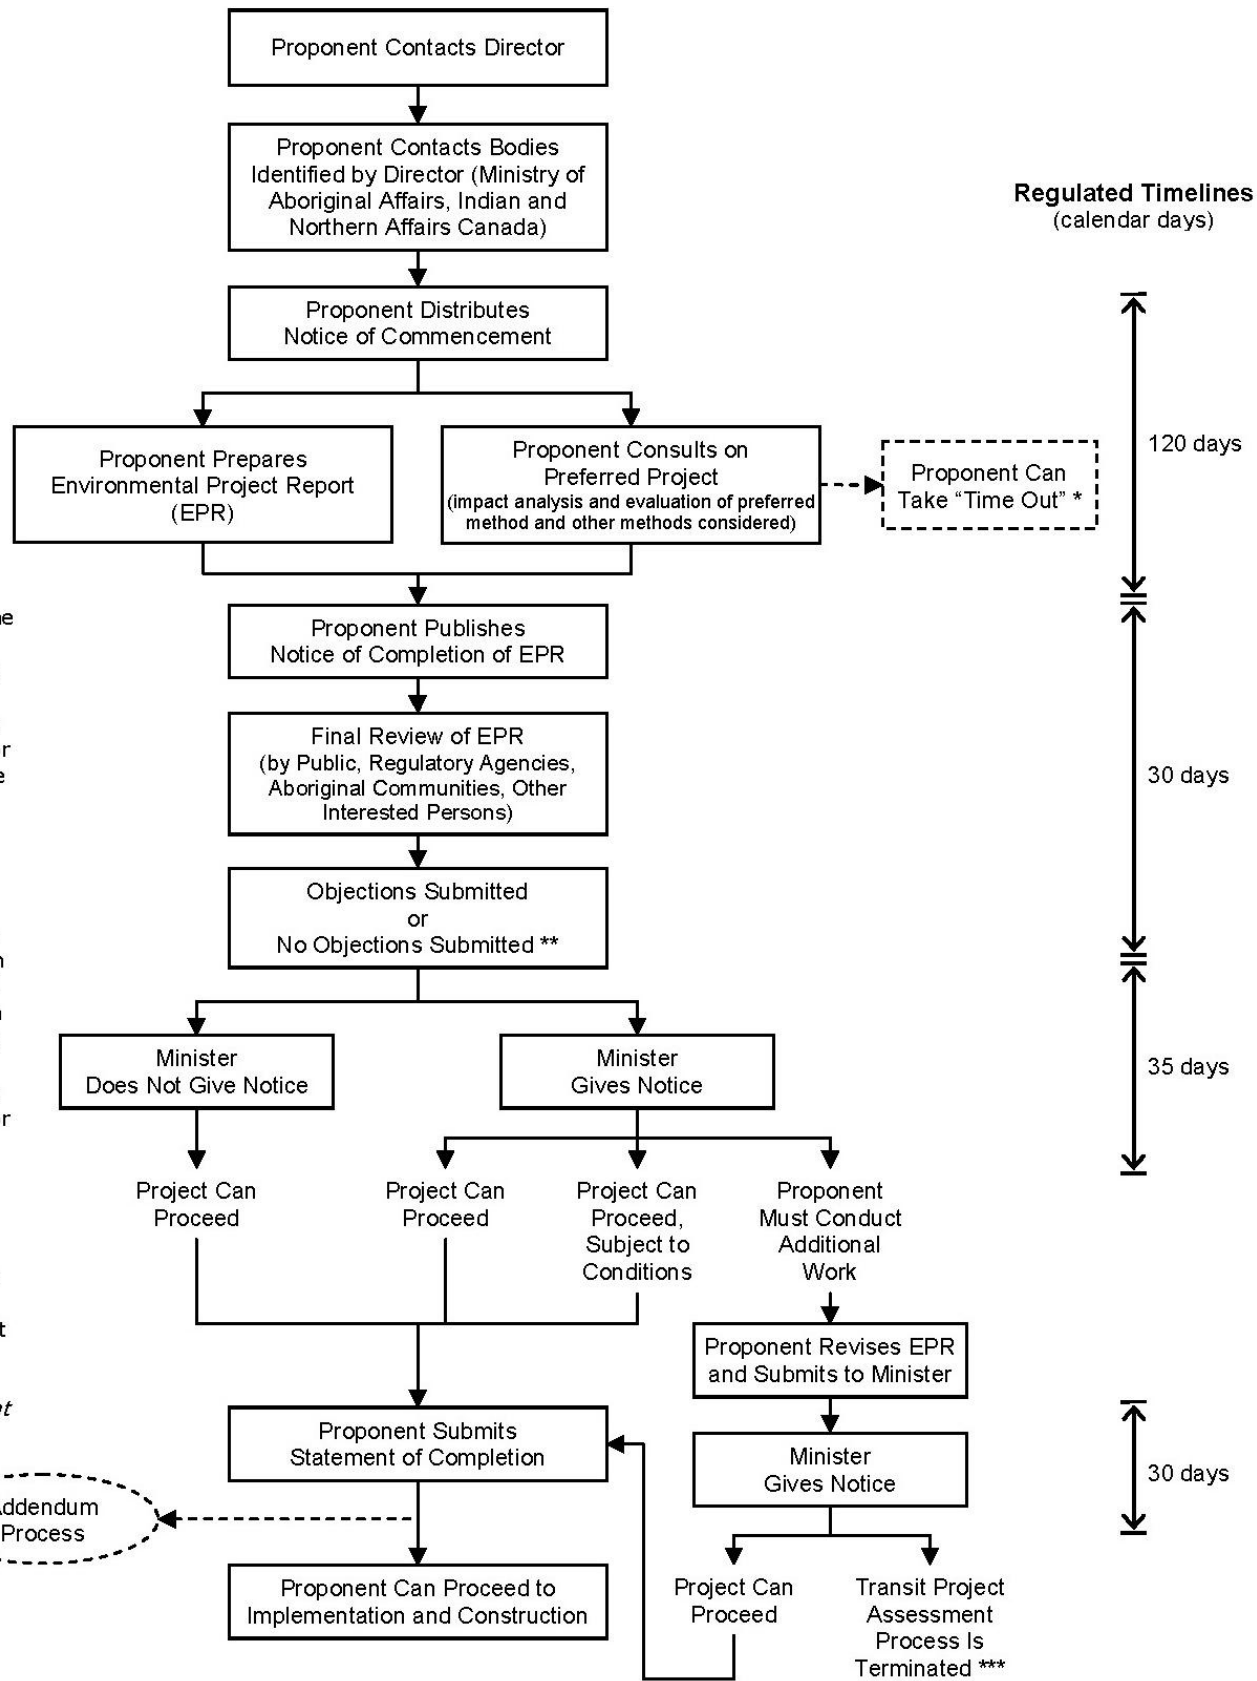 Proponent Contacts Director
Proponent Contacts Bodies
Identified by Director (Ministry of
Aboriginal Affairs, Indian and
Northern Affairs Canada)
Regulated Timelines
(calendar days)
Proponent Distributes
Notice of Commencement
120 days
Proponent Prepares
Environmental Project Report
(EPR)
Proponent Consults on
Preferred Project
(impact analysis and evaluation of preferred
method and other methods considered)
Proponent Can
Take “Time Out” *
Proponent Publishes
Notice of Completion of EPR
Final Review of EPR
(by Public, Regulatory Agencies,
Aboriginal Communities, Other
Interested Persons)
30 days
Objections Submitted
or
No Objections Submitted **
Minister
Does Not Give Notice
Minister
Gives Notice
35 days
Project Can
Proceed
Project Can
Proceed
Project Can
Proceed,
Subject to
Conditions
Proponent
Must Conduct
Additional
Work
Proponent Revises EPR
and Submits to Minister
Proponent Submits
Statement of Completion
Minister
Gives Notice
30 days
Addendum
Process
Proponent Can Proceed to
Implementation and Construction
Project Can
Proceed
Transit Project
Assessment
Process Is
Terminated ***